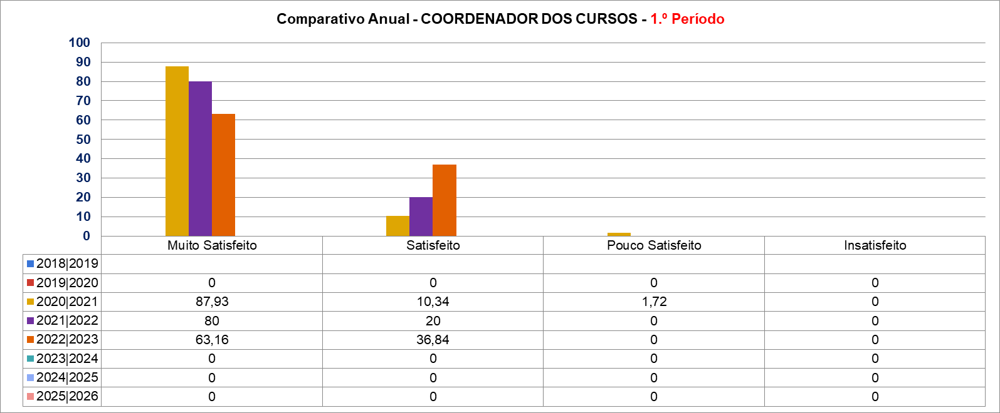 Comparativo Anual - COORDENADOR DOS CURSOS - 1.º Período
100
90
80
70
60
50
40
30
20
10
0
Muito Satisfeito Satisfeito Pouco Satisfeito Insatisfeito
2018|2019
2019|2020 0 0 0 0
2020|2021 87,93 10,34 1,72 0
2021|2022 80 20 0 0
2022|2023 63,16 36,84 0 0
2023|2024 0 0 0 0
2024|2025 0 0 0 0
2025|2026 0 0 0 0